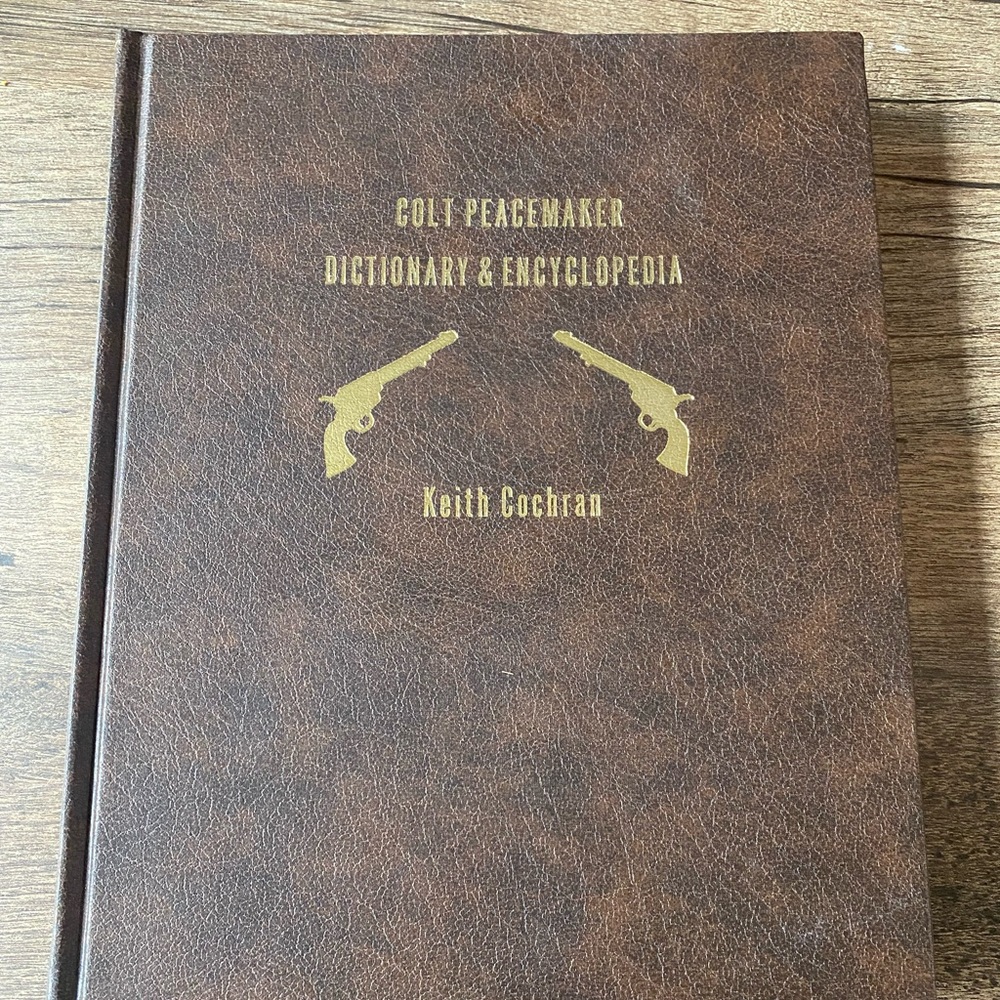 COLT PEACEMAKER
DICTIONARY & ENCYCLOPEDIA
Keith Cochran